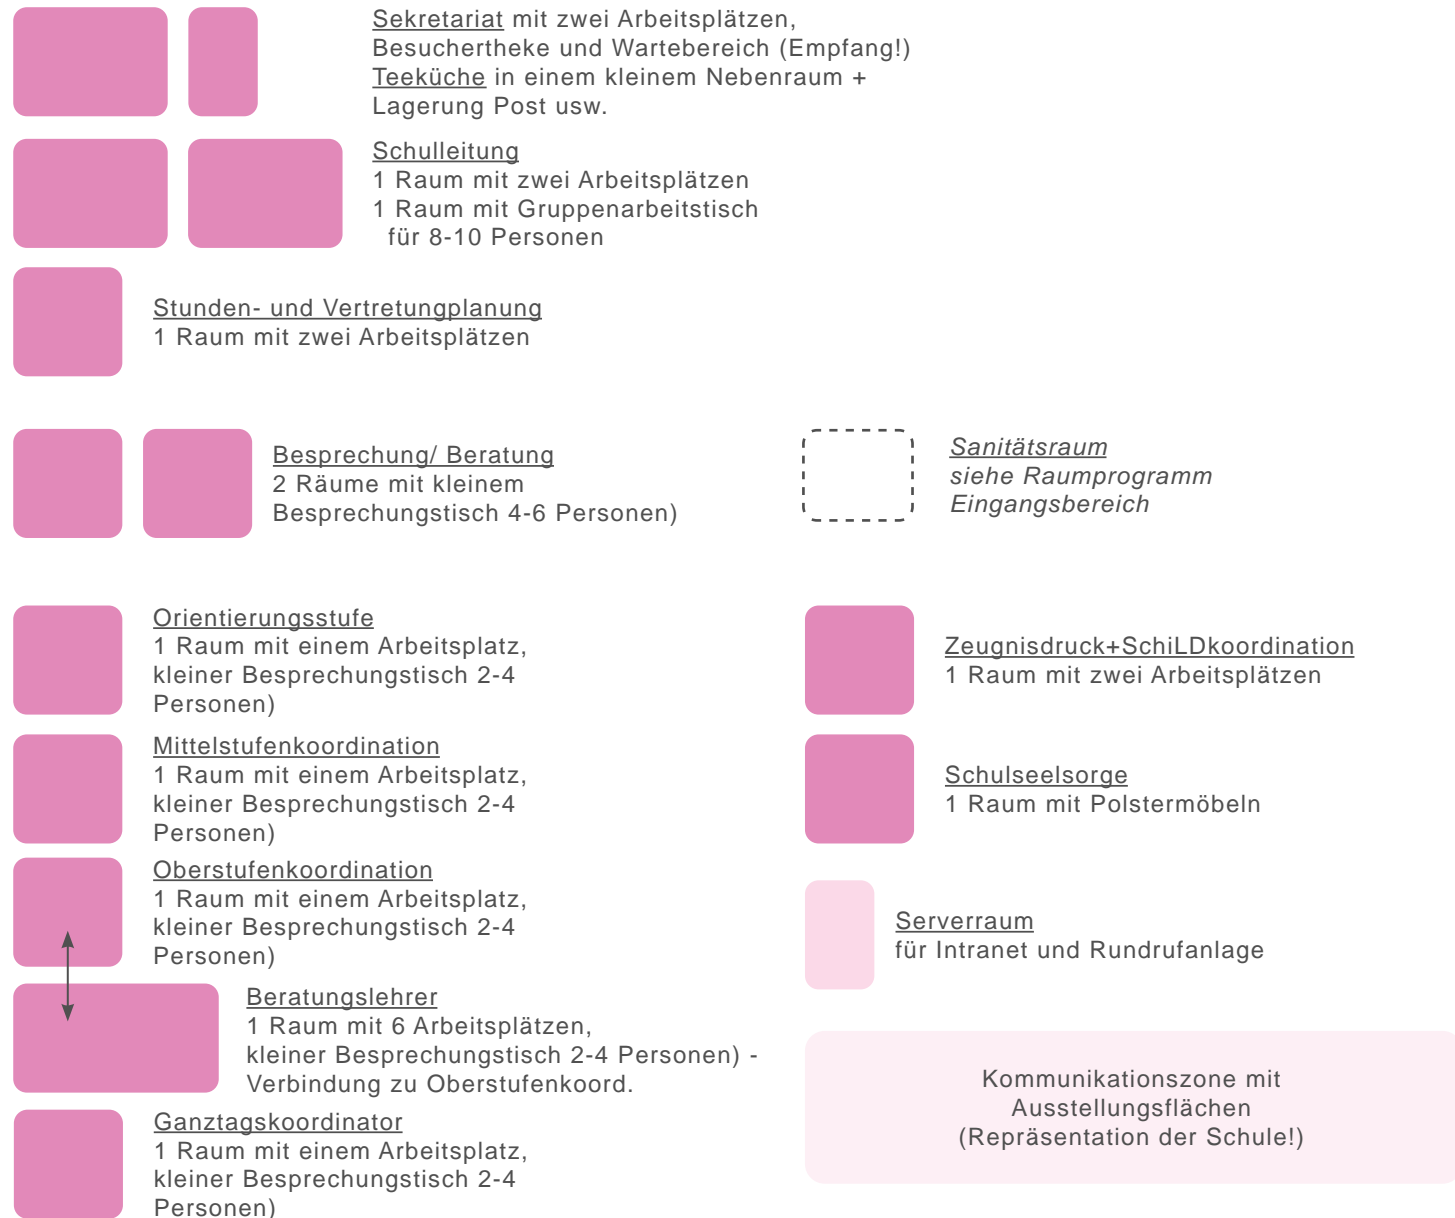 Sekretariat mit zwei Arbeitsplätzen,
Besuchertheke und Wartebereich (Empfang!)
Teeküche in einem kleinem Nebenraum +
Lagerung Post usw.
Schulleitung
1 Raum mit zwei Arbeitsplätzen
1 Raum mit Gruppenarbeitstisch
für 8-10 Personen
Stunden- und Vertretungplanung
1 Raum mit zwei Arbeitsplätzen
Besprechung/ Beratung
2 Räume mit kleinem
Besprechungstisch 4-6 Personen)
Sanitätsraum
siehe Raumprogramm
Eingangsbereich
Orientierungsstufe
1 Raum mit einem Arbeitsplatz,
kleiner Besprechungstisch 2-4
Personen)
Mittelstufenkoordination
1 Raum mit einem Arbeitsplatz,
kleiner Besprechungstisch 2-4
Personen)
Oberstufenkoordination
1 Raum mit einem Arbeitsplatz,
kleiner Besprechungstisch 2-4
Personen)
Beratungslehrer
1 Raum mit 6 Arbeitsplätzen,
kleiner Besprechungstisch 2-4 Personen) -
Verbindung zu Oberstufenkoord.
Ganztagskoordinator
1 Raum mit einem Arbeitsplatz,
kleiner Besprechungstisch 2-4
Personen)
Zeugnisdruck+SchiLDkoordination
1 Raum mit zwei Arbeitsplätzen
Schulseelsorge
1 Raum mit Polstermöbeln
Serverraum
für Intranet und Rundrufanlage
Kommunikationszone mit
Ausstellungsflächen
(Repräsentation der Schule!)